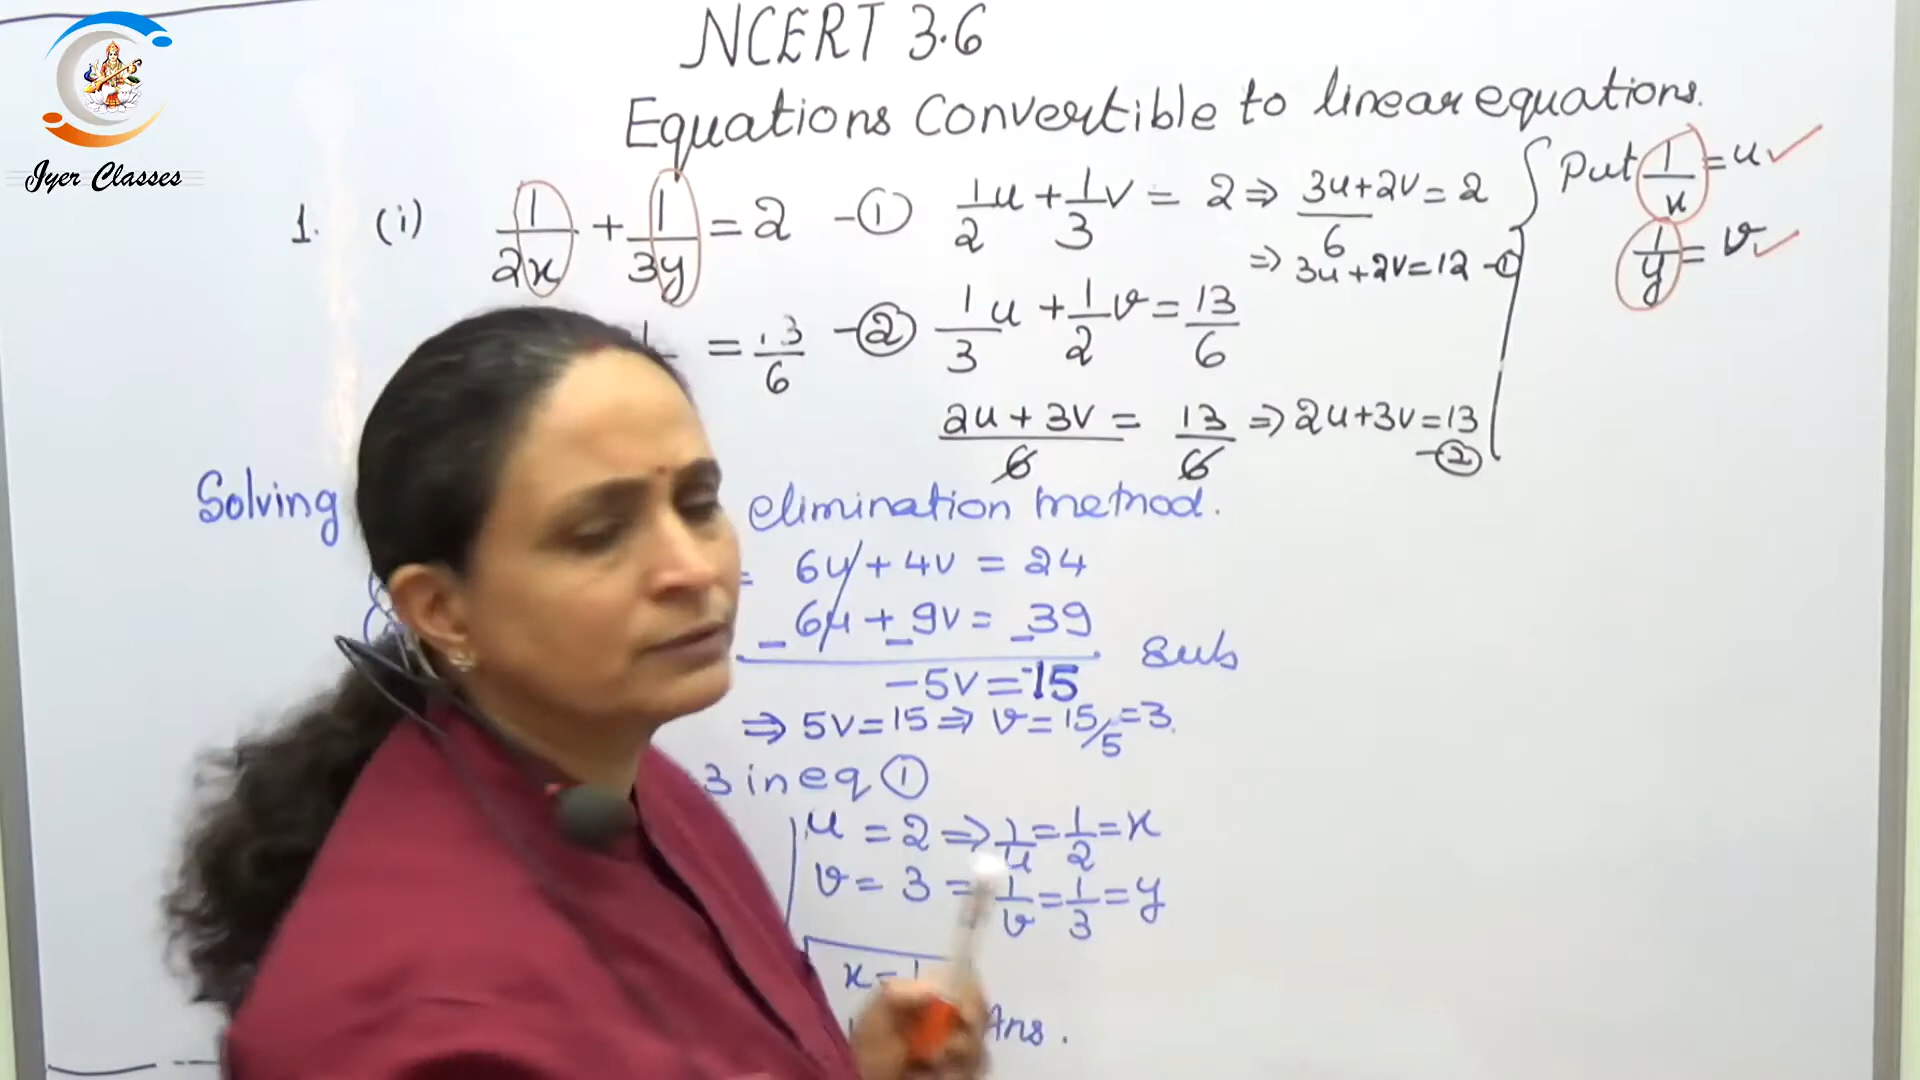 Iyer Classes
NCERT 3.6
Equations Convertible to linear equations.
1. (i) 1/2x + 1/3y = 2 - ① 1/2 u + 1/3 v = 2 ⇒ (3u+2v)/6 = 2
⇒ 3u+2v=12 -①
Put 1/x = u ✓
1/y = v ✓
= 13/6 - ② 1/3 u + 1/2 v = 13/6
(2u + 3v)/6 = 13/6 ⇒ 2u+3v=13
-②
Solving elimination method.
= 6u + 4v = 24
- 6u + - 9v = - 39
sub
-5v = -15
⇒ 5v=15 ⇒ v = 15/5 = 3.
3 in eq ①
u = 2 ⇒ 1/u = 1/2 = x
v = 3 = 1/v = 1/3 = y
x = 1
Ans.